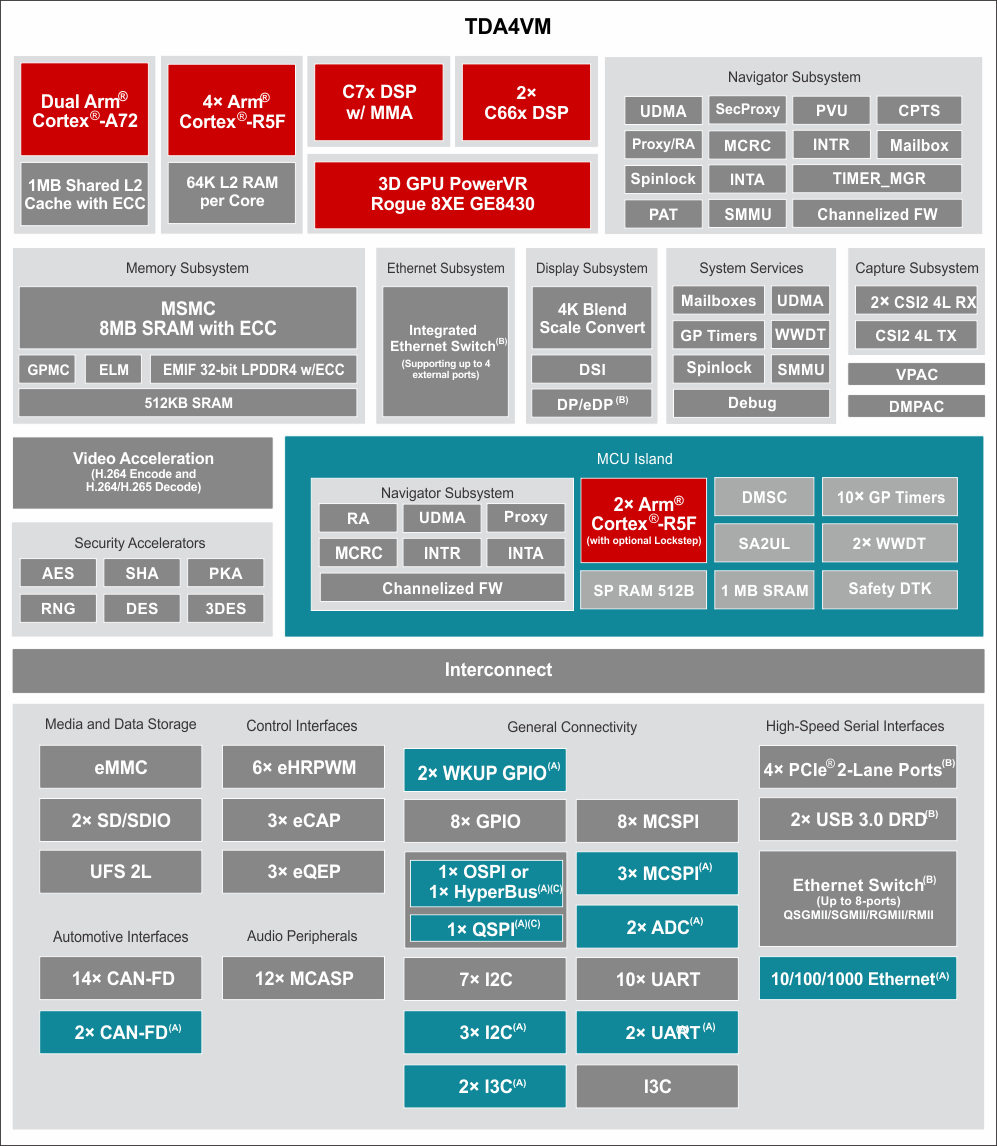 TDA4VM
Dual Arm®
Cortex®-A72
1MB Shared L2
Cache with ECC
4× Arm®
Cortex®-R5F
64K L2 RAM
per Core
C7x DSP
w/ MMA
2×
C66x DSP
3D GPU PowerVR
Rogue 8XE GE8430
Navigator Subsystem
UDMA
SecProxy
PVU
CPTS
Proxy/RA
MCRC
INTR
Mailbox
Spinlock
INTA
TIMER_MGR
PAT
SMMU
Channelized FW
Memory Subsystem
MSMC
8MB SRAM with ECC
GPMC
ELM
EMIF 32-bit LPDDR4 w/ECC
512KB SRAM
Ethernet Subsystem
Integrated
Ethernet Switch(B)
(Supporting up to 4
external ports)
Display Subsystem
4K Blend
Scale Convert
DSI
DP/eDP (B)
System Services
Mailboxes
UDMA
GP Timers
WWDT
Spinlock
SMMU
Debug
Capture Subsystem
2× CSI2 4L RX
CSI2 4L TX
VPAC
DMPAC
Video Acceleration
(H.264 Encode and
H.264/H.265 Decode)
Security Accelerators
AES
SHA
PKA
RNG
DES
3DES
MCU Island
Navigator Subsystem
RA
UDMA
Proxy
MCRC
INTR
INTA
Channelized FW
2× Arm®
Cortex®-R5F
(with optional Lockstep)
DMSC
10× GP Timers
SA2UL
2× WWDT
SP RAM 512B
1 MB SRAM
Safety DTK
Interconnect
Media and Data Storage
eMMC
2× SD/SDIO
UFS 2L
Automotive Interfaces
14× CAN-FD
2× CAN-FD(A)
Control Interfaces
6× eHRPWM
3× eCAP
3× eQEP
Audio Peripherals
12× MCASP
General Connectivity
2× WKUP GPIO(A)
8× GPIO
8× MCSPI
1× OSPI or
1× HyperBus(A)(C)
1× QSPI(A)(C)
3× MCSPI(A)
2× ADC(A)
7× I2C
10× UART
3× I2C(A)
2× UART (A)
2× I3C(A)
I3C
High-Speed Serial Interfaces
4× PCIe® 2-Lane Ports(B)
2× USB 3.0 DRD(B)
Ethernet Switch(B)
(Up to 8-ports)
QSGMII/SGMII/RGMII/RMII
10/100/1000 Ethernet(A)